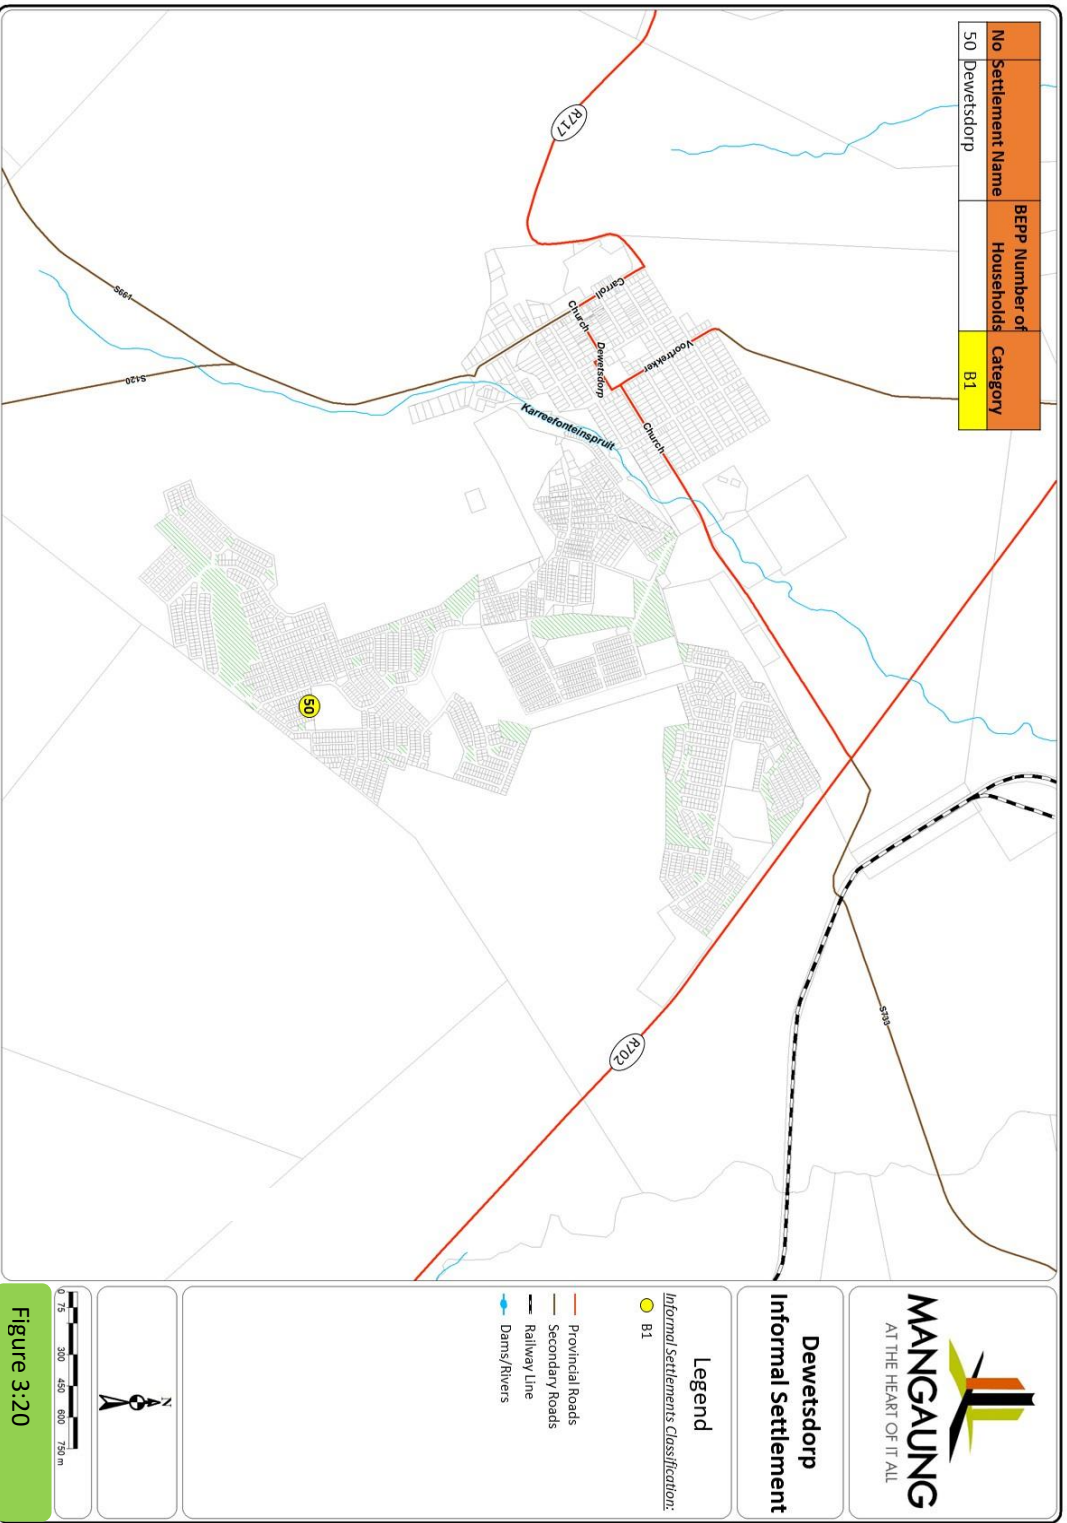 No Settlement Name BEPP Number of Households Category
50 Dewetsdorp B1
R717
S661
S120
Carroll
Church
Dewetsdorp
Voortrekker
Church
Karreefonteinspruit
50
R702
S733
MANGAUNG
AT THE HEART OF IT ALL
Dewetsdorp
Informal Settlement
Legend
Informal Settlements Classification:
B1
Provincial Roads
Secondary Roads
Railway Line
Dams/Rivers
N
0 75 300 450 600 750 m
Figure 3:20